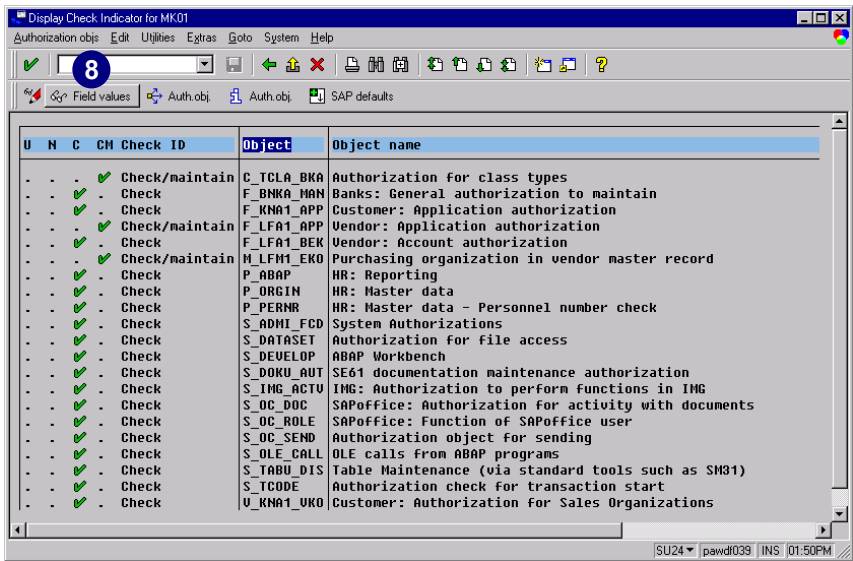 Display Check Indicator for MK01
Authorization objs Edit Utilities Extras Goto System Help
8
Field values Auth.obj. Auth.obj. SAP defaults
U N C CM Check ID Object Object name
. . . Check/maintain C_TCLA_BKA Authorization for class types
. . . Check F_BNKA_MAN Banks: General authorization to maintain
. . . Check F_KNA1_APP Customer: Application authorization
. . . Check/maintain F_LFA1_APP Vendor: Application authorization
. . . Check F_LFA1_BEK Vendor: Account authorization
. . . Check/maintain M_LFM1_EKO Purchasing organization in vendor master record
. . . Check P_ABAP HR: Reporting
. . . Check P_ORGIN HR: Master data
. . . Check P_PERNR HR: Master data - Personnel number check
. . . Check S_ADMI_FCD System Authorizations
. . . Check S_DATASET Authorization for file access
. . . Check S_DEVELOP ABAP Workbench
. . . Check S_DOKU_AUT SE61 documentation maintenance authorization
. . . Check S_IMG_ACTV IMG: Authorization to perform functions in IMG
. . . Check S_OC_DOC SAPoffice: Authorization for activity with documents
. . . Check S_OC_ROLE SAPoffice: Function of SAPoffice user
. . . Check S_OC_SEND Authorization object for sending
. . . Check S_OLE_CALL OLE calls from ABAP programs
. . . Check S_TABU_DIS Table Maintenance (via standard tools such as SM31)
. . . Check S_TCODE Authorization check for transaction start
. . . Check V_KNA1_VKO Customer: Authorization for Sales Organizations
SU24 pawdf039 INS 01:50PM